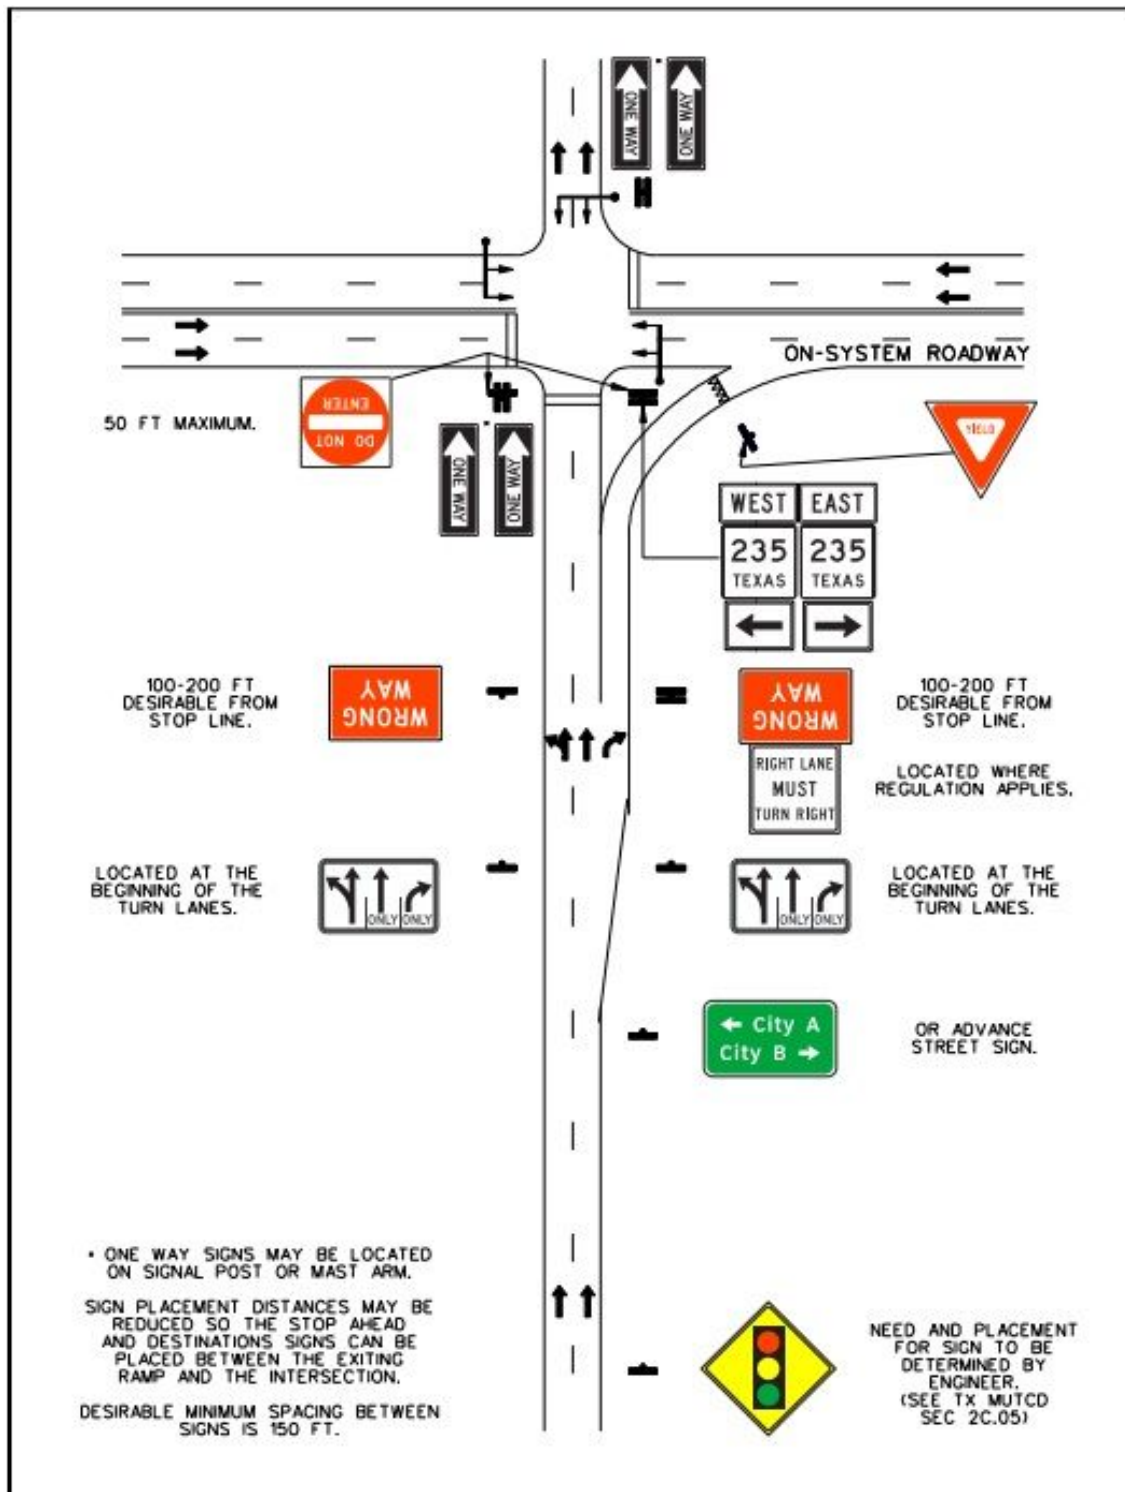 ONE WAY
ONE WAY
ON-SYSTEM ROADWAY
50 FT MAXIMUM.
DO NOT
ENTER
YIELD
ONE WAY
ONE WAY
WEST EAST
235 235
TEXAS TEXAS
100-200 FT
DESIRABLE FROM
STOP LINE.
WRONG
WAY
WRONG
WAY
100-200 FT
DESIRABLE FROM
STOP LINE.
RIGHT LANE
MUST
TURN RIGHT
LOCATED WHERE
REGULATION APPLIES.
LOCATED AT THE
BEGINNING OF THE
TURN LANES.
ONLY ONLY
ONLY ONLY
LOCATED AT THE
BEGINNING OF THE
TURN LANES.
← City A
City B →
OR ADVANCE
STREET SIGN.
• ONE WAY SIGNS MAY BE LOCATED
ON SIGNAL POST OR MAST ARM.
SIGN PLACEMENT DISTANCES MAY BE
REDUCED SO THE STOP AHEAD
AND DESTINATIONS SIGNS CAN BE
PLACED BETWEEN THE EXITING
RAMP AND THE INTERSECTION.
DESIRABLE MINIMUM SPACING BETWEEN
SIGNS IS 150 FT.
NEED AND PLACEMENT
FOR SIGN TO BE
DETERMINED BY
ENGINEER.
(SEE TX MUTCD
SEC 2C.05)